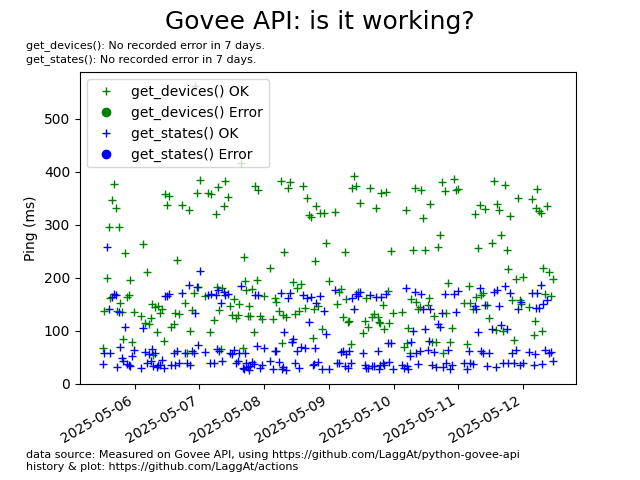 Govee API: is it working?
get_devices(): No recorded error in 7 days.
get_states(): No recorded error in 7 days.
get_devices() OK
get_devices() Error
get_states() OK
get_states() Error
500
400
300
200
100
0
Ping (ms)
2025-05-06
2025-05-07
2025-05-08
2025-05-09
2025-05-10
2025-05-11
2025-05-12
data source: Measured on Govee API, using https://github.com/LaggAt/python-govee-api
history & plot: https://github.com/LaggAt/actions